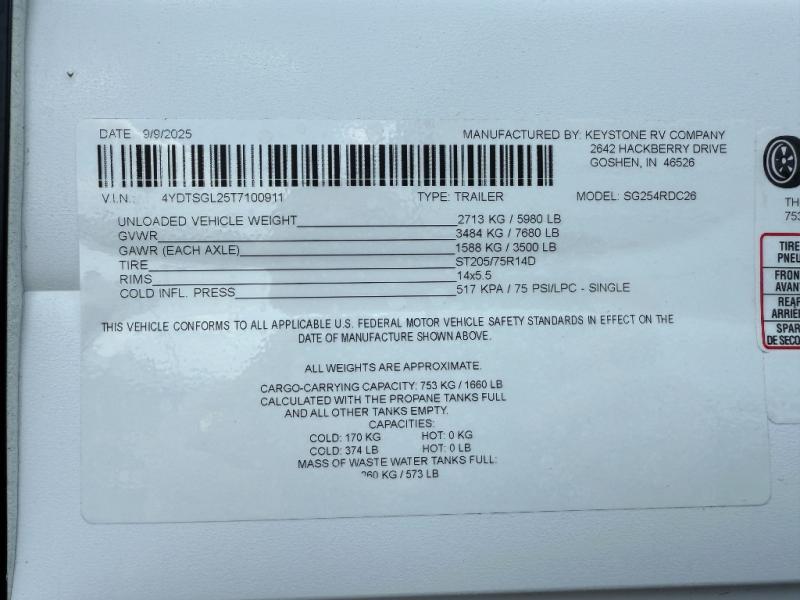 DATE 9/9/2025 MANUFACTURED BY: KEYSTONE RV COMPANY
2642 HACKBERRY DRIVE
GOSHEN, IN 46526
V.I.N.: 4YDTSGL25T7100911 TYPE: TRAILER MODEL: SG254RDC26
UNLOADED VEHICLE WEIGHT 2713 KG / 5980 LB
GVWR 3484 KG / 7680 LB
GAWR (EACH AXLE) 1588 KG / 3500 LB
TIRE ST205/75R14D
RIMS 14x5.5
COLD INFL. PRESS 517 KPA / 75 PSI/LPC - SINGLE
THIS VEHICLE CONFORMS TO ALL APPLICABLE U.S. FEDERAL MOTOR VEHICLE SAFETY STANDARDS IN EFFECT ON THE
DATE OF MANUFACTURE SHOWN ABOVE.
ALL WEIGHTS ARE APPROXIMATE.
CARGO-CARRYING CAPACITY: 753 KG / 1660 LB
CALCULATED WITH THE PROPANE TANKS FULL
AND ALL OTHER TANKS EMPTY.
CAPACITIES:
COLD: 170 KG HOT: 0 KG
COLD: 374 LB HOT: 0 LB
MASS OF WASTE WATER TANKS FULL:
260 KG / 573 LB
TH
753
TIRE
PNEU
FRON
AVAN
REAR
ARRIÈ
SPAR
DE SECO